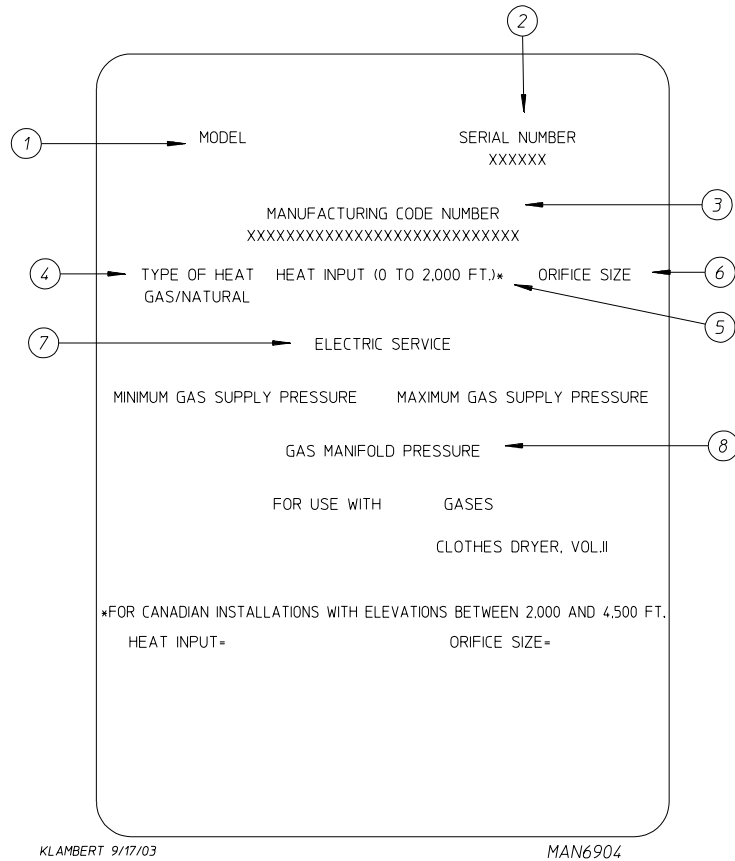 2
1
MODEL
SERIAL NUMBER
XXXXXX
3
MANUFACTURING CODE NUMBER
XXXXXXXXXXXXXXXXXXXXXXXXXXXX
4
TYPE OF HEAT HEAT INPUT (0 TO 2,000 FT.)* ORIFICE SIZE
6
GAS/NATURAL
5
7
ELECTRIC SERVICE
MINIMUM GAS SUPPLY PRESSURE MAXIMUM GAS SUPPLY PRESSURE
GAS MANIFOLD PRESSURE
8
FOR USE WITH GASES
CLOTHES DRYER, VOL.II
*FOR CANADIAN INSTALLATIONS WITH ELEVATIONS BETWEEN 2,000 AND 4,500 FT.
HEAT INPUT= ORIFICE SIZE=
KLAMBERT 9/17/03 MAN6904